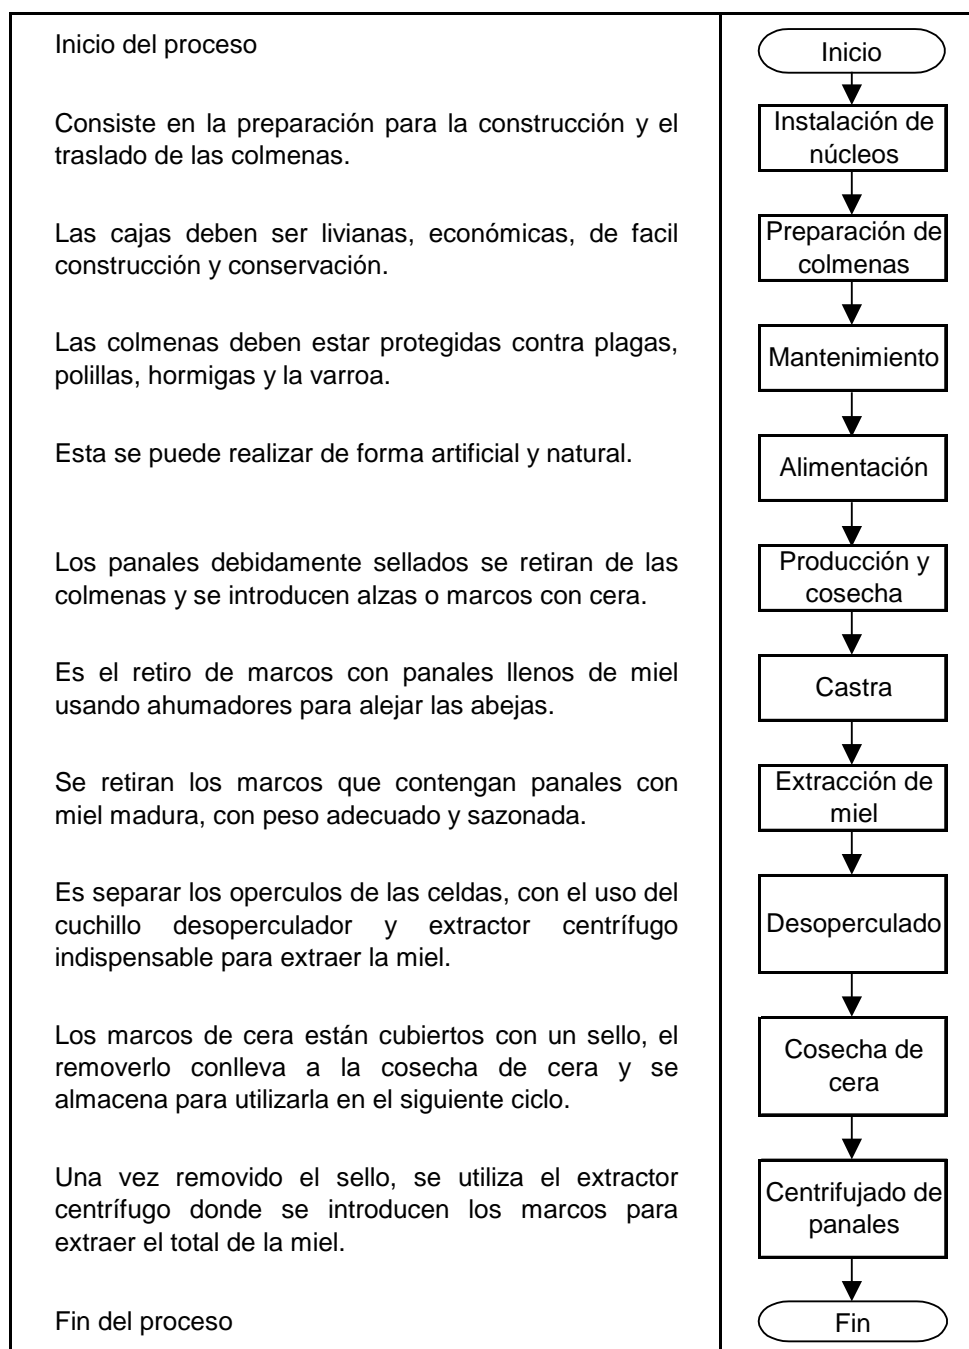 Inicio del proceso
Inicio
Consiste en la preparación para la construcción y el
traslado de las colmenas.
Instalación de
núcleos
Las cajas deben ser livianas, económicas, de facil
construcción y conservación.
Preparación de
colmenas
Las colmenas deben estar protegidas contra plagas,
polillas, hormigas y la varroa.
Mantenimiento
Esta se puede realizar de forma artificial y natural.
Alimentación
Los panales debidamente sellados se retiran de las
colmenas y se introducen alzas o marcos con cera.
Producción y
cosecha
Es el retiro de marcos con panales llenos de miel
usando ahumadores para alejar las abejas.
Castra
Se retiran los marcos que contengan panales con
miel madura, con peso adecuado y sazonada.
Extracción de
miel
Es separar los operculos de las celdas, con el uso del
cuchillo desoperculador y extractor centrífugo
indispensable para extraer la miel.
Desoperculado
Los marcos de cera están cubiertos con un sello, el
removerlo conlleva a la cosecha de cera y se
almacena para utilizarla en el siguiente ciclo.
Cosecha de
cera
Una vez removido el sello, se utiliza el extractor
centrífugo donde se introducen los marcos para
extraer el total de la miel.
Centrifujado de
panales
Fin del proceso
Fin